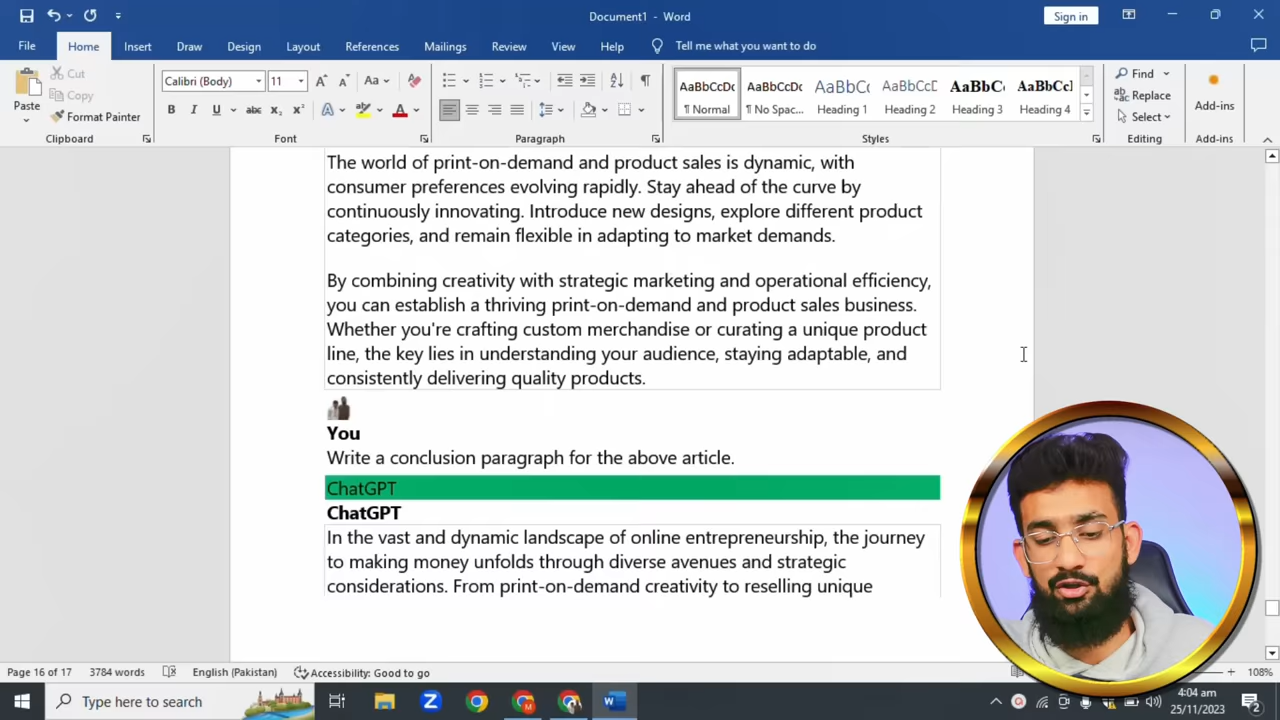 Document1 - Word
Sign in
File Home Insert Draw Design Layout References Mailings Review View Help Tell me what you want to do
Paste
Cut
Copy
Format Painter
Clipboard
Calibri (Body) 11
Font
Paragraph
AaBbCcDc AaBbCcDc AaBbCc AaBbCcD AaBbCc AaBbCcI
¶ Normal ¶ No Spac... Heading 1 Heading 2 Heading 3 Heading 4
Styles
Find
Replace
Select
Editing
Add-ins
Add-ins
The world of print-on-demand and product sales is dynamic, with
consumer preferences evolving rapidly. Stay ahead of the curve by
continuously innovating. Introduce new designs, explore different product
categories, and remain flexible in adapting to market demands.
By combining creativity with strategic marketing and operational efficiency,
you can establish a thriving print-on-demand and product sales business.
Whether you're crafting custom merchandise or curating a unique product
line, the key lies in understanding your audience, staying adaptable, and
consistently delivering quality products.
You
Write a conclusion paragraph for the above article.
ChatGPT
ChatGPT
In the vast and dynamic landscape of online entrepreneurship, the journey
to making money unfolds through diverse avenues and strategic
considerations. From print-on-demand creativity to reselling unique
Page 16 of 17 3784 words English (Pakistan) Accessibility: Good to go 108%
Type here to search
4:04 am
25/11/2023
2